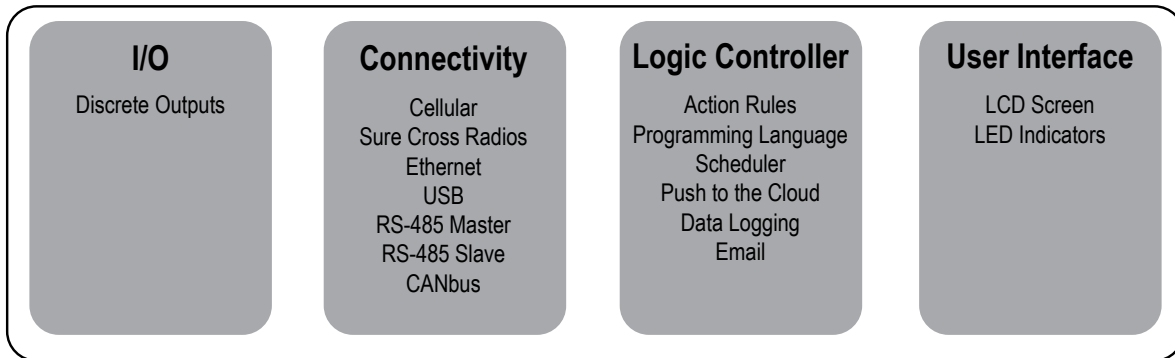 I/O
Discrete Outputs
Connectivity
Cellular
Sure Cross Radios
Ethernet
USB
RS-485 Master
RS-485 Slave
CANbus
Logic Controller
Action Rules
Programming Language
Scheduler
Push to the Cloud
Data Logging
Email
User Interface
LCD Screen
LED Indicators